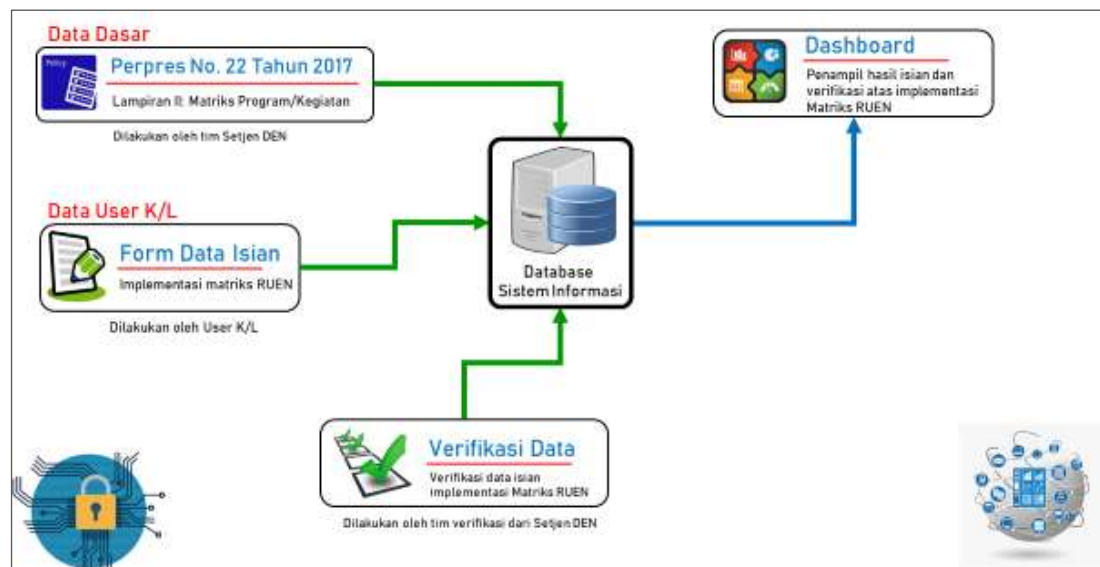 Data Dasar
Policy
Perpres No. 22 Tahun 2017
Lampiran II: Matriks Program/Kegiatan
Dilakukan oleh tim Setjen DEN
Dashboard
Penampil hasil isian dan
verifikasi atas implementasi
Matriks RUEN
Data User K/L
Form Data Isian
Implementasi matriks RUEN
Dilakukan oleh User K/L
Database
Sistem Informasi
Verifikasi Data
Verifikasi data isian
implementasi Matriks RUEN
Dilakukan oleh tim verifikasi dari Setjen DEN